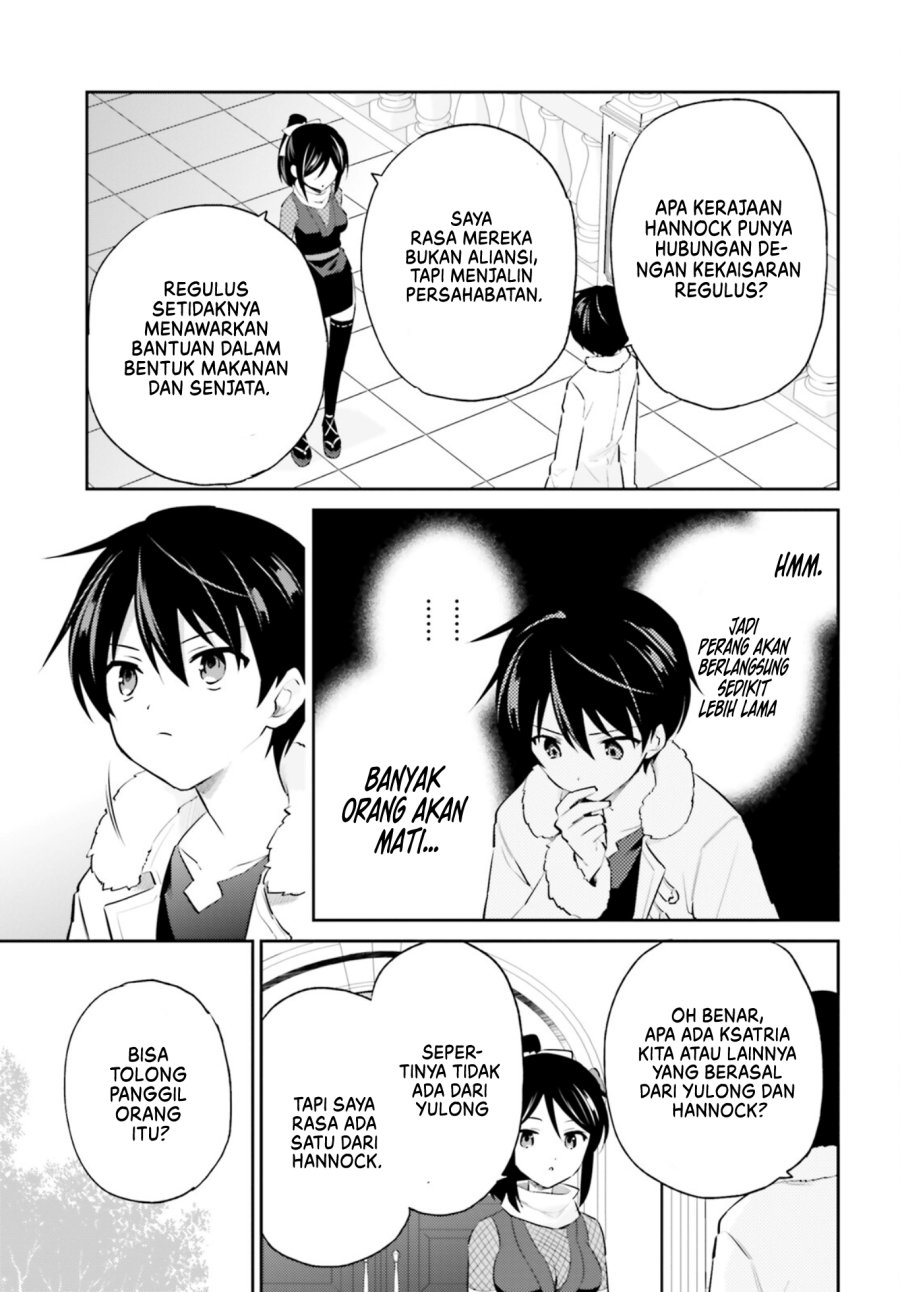 APA KERAJAAN
HANNOCK PUNYA
HUBUNGAN DE-
NGAN KEKAISARAN
REGULUS?
SAYA
RASA MEREKA
BUKAN ALIANSI,
TAPI MENJALIN
PERSAHABATAN.
REGULUS
SETIDAKNYA
MENAWARKAN
BANTUAN DALAM
BENTUK MAKANAN
DAN SENJATA.
HMM.
JADI
PERANG AKAN
BERLANGSUNG
SEDIKIT
LEBIH LAMA
......
BANYAK
ORANG AKAN
MATI...
OH BENAR,
APA ADA KSATRIA
KITA ATAU LAINNYA
YANG BERASAL
DARI YULONG DAN
HANNOCK?
SEPER-
TINYA TIDAK
ADA DARI
YULONG
TAPI SAYA
RASA ADA
SATU DARI
HANNOCK.
BISA
TOLONG
PANGGIL
ORANG
ITU?